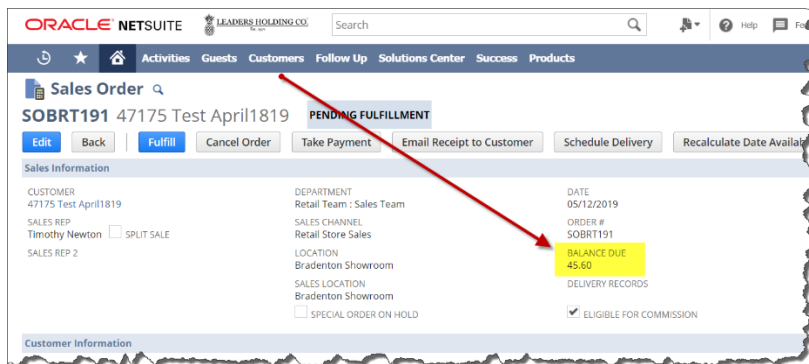 ORACLE NETSUITE LEADERS HOLDING CO. Search Help
Activities Guests Customers Follow Up Solutions Center Success Products
Sales Order
SOBRT191 47175 Test April1819 PENDING FULFILLMENT
Edit Back Fulfill Cancel Order Take Payment Email Receipt to Customer Schedule Delivery Recalculate Date
Sales Information
CUSTOMER DEPARTMENT DATE
47175 Test April1819 Retail Team : Sales Team 05/12/2019
SALES REP SALES CHANNEL ORDER #
Timothy Newton SPLIT SALE Retail Store Sales SOBRT191
SALES REP 2 LOCATION BALANCE DUE
Bradenton Showroom 45.60
SALES LOCATION DELIVERY RECORDS
Bradenton Showroom
SPECIAL ORDER ON HOLD ELIGIBLE FOR COMMISSION
Customer Information